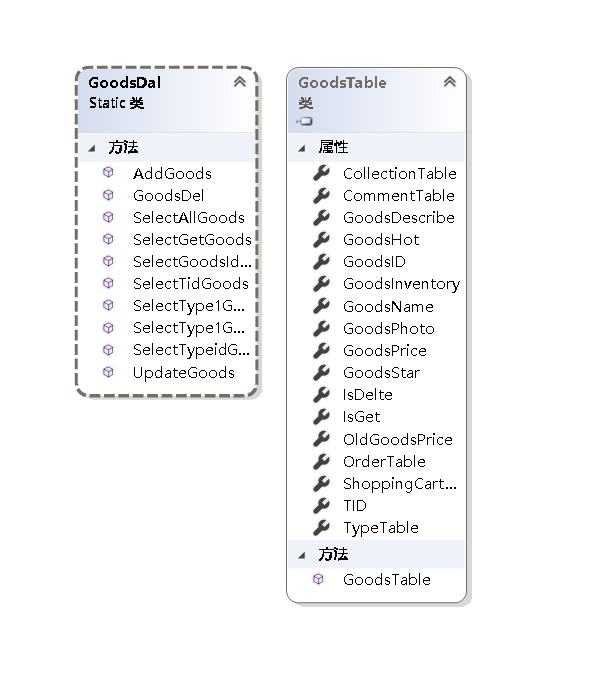 GoodsDal
Static 类
方法
AddGoods
GoodsDel
SelectAllGoods
SelectGetGoods
SelectGoodsId...
SelectTidGoods
SelectType1G...
SelectType1G...
SelectTypeidG...
UpdateGoods
GoodsTable
类
属性
CollectionTable
CommentTable
GoodsDescribe
GoodsHot
GoodsID
GoodsInventory
GoodsName
GoodsPhoto
GoodsPrice
GoodsStar
IsDelte
IsGet
OldGoodsPrice
OrderTable
ShoppingCart...
TID
TypeTable
方法
GoodsTable